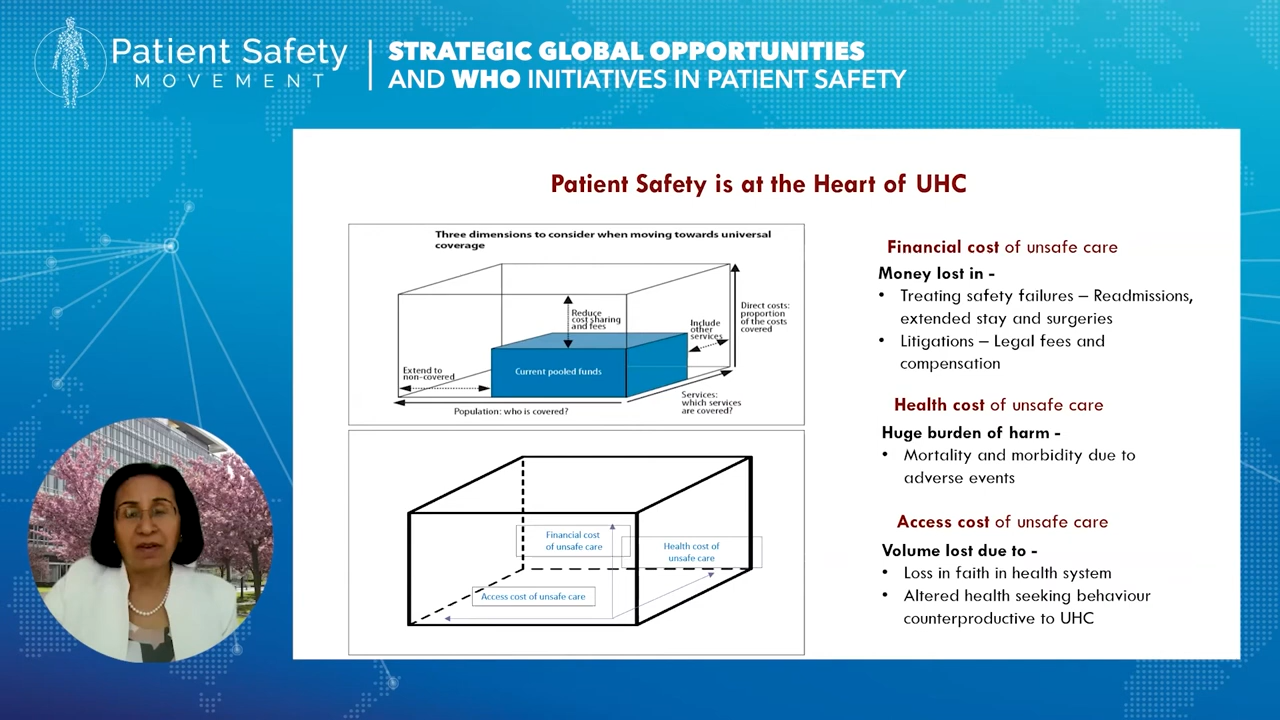 Patient Safety
MOVEMENT
STRATEGIC GLOBAL OPPORTUNITIES
AND WHO INITIATIVES IN PATIENT SAFETY
Patient Safety is at the Heart of UHC
Three dimensions to consider when moving towards universal
coverage
Reduce
cost sharing
and fees
Include
other
services
Direct costs:
proportion
of the costs
covered
Extend to
non-covered
Current pooled funds
Population: who is covered?
Services:
which services
are covered?
Financial cost
of unsafe care
Health cost of
unsafe care
Access cost of unsafe care
Financial cost of unsafe care
Money lost in -
• Treating safety failures – Readmissions,
extended stay and surgeries
• Litigations – Legal fees and
compensation
Health cost of unsafe care
Huge burden of harm -
• Mortality and morbidity due to
adverse events
Access cost of unsafe care
Volume lost due to -
• Loss in faith in health system
• Altered health seeking behaviour
counterproductive to UHC